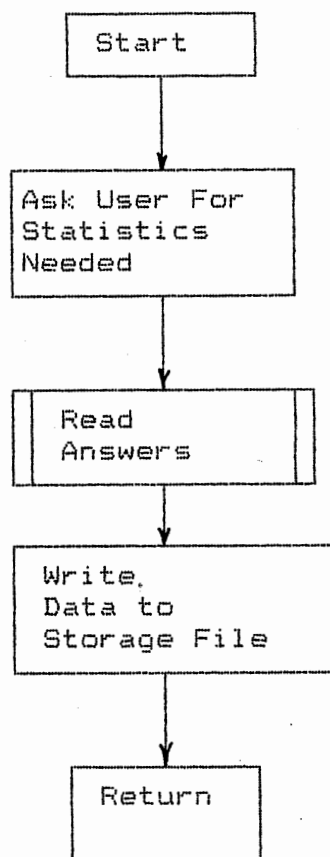 Start
Ask User For
Statistics
Needed
Read
Answers
Write.
Data to
Storage File
Return